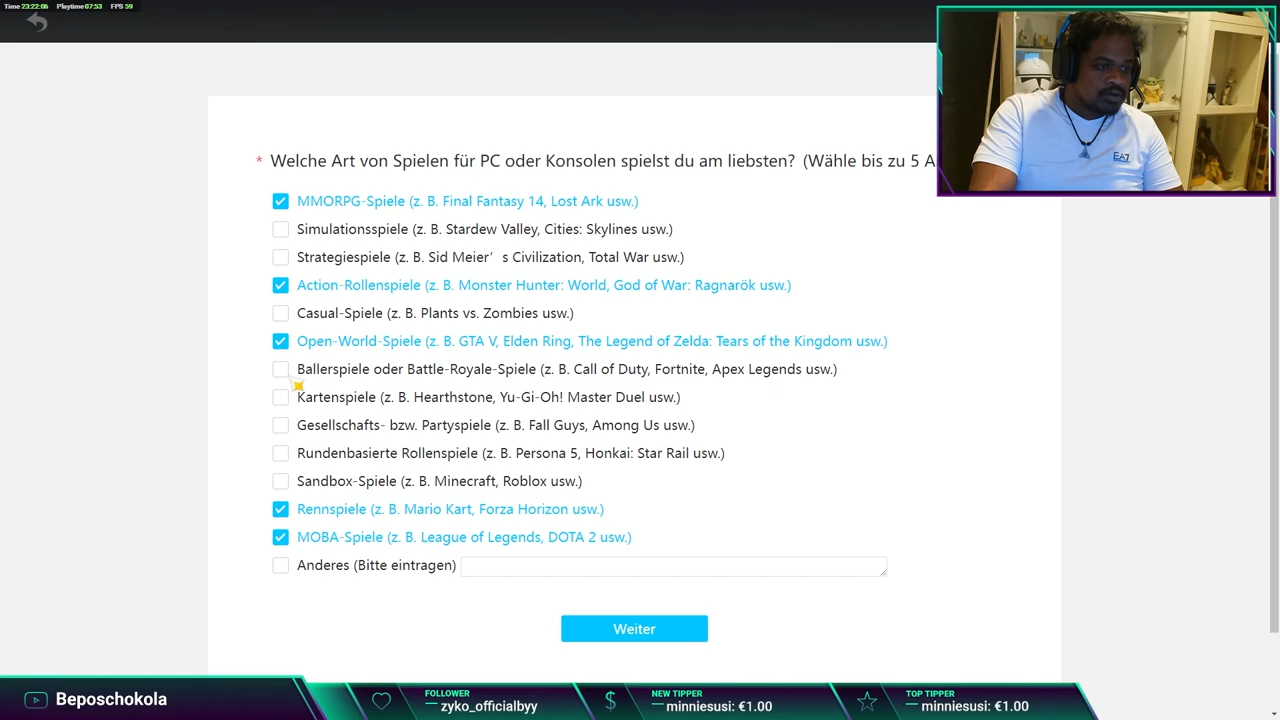 Time 23:22:06 Playtime 07:53 FPS 59
* Welche Art von Spielen für PC oder Konsolen spielst du am liebsten? (Wähle bis zu 5 A
MMORPG-Spiele (z. B. Final Fantasy 14, Lost Ark usw.)
Simulationsspiele (z. B. Stardew Valley, Cities: Skylines usw.)
Strategiespiele (z. B. Sid Meier’s Civilization, Total War usw.)
Action-Rollenspiele (z. B. Monster Hunter: World, God of War: Ragnarök usw.)
Casual-Spiele (z. B. Plants vs. Zombies usw.)
Open-World-Spiele (z. B. GTA V, Elden Ring, The Legend of Zelda: Tears of the Kingdom usw.)
Ballerspiele oder Battle-Royale-Spiele (z. B. Call of Duty, Fortnite, Apex Legends usw.)
Kartenspiele (z. B. Hearthstone, Yu-Gi-Oh! Master Duel usw.)
Gesellschafts- bzw. Partyspiele (z. B. Fall Guys, Among Us usw.)
Rundenbasierte Rollenspiele (z. B. Persona 5, Honkai: Star Rail usw.)
Sandbox-Spiele (z. B. Minecraft, Roblox usw.)
Rennspiele (z. B. Mario Kart, Forza Horizon usw.)
MOBA-Spiele (z. B. League of Legends, DOTA 2 usw.)
Anderes (Bitte eintragen)
Weiter
EA7
Beposchokola
FOLLOWER
zyko_officialbyy
$
NEW TIPPER
minniesusi: €1.00
TOP TIPPER
minniesusi: €1.00